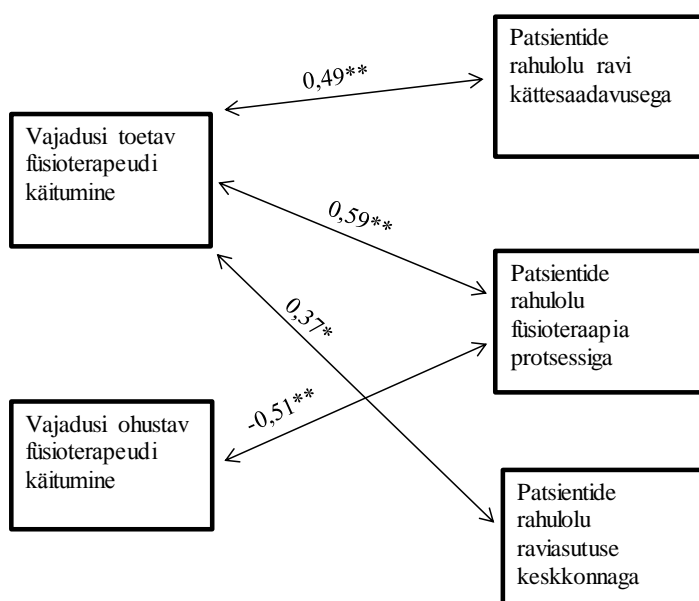 Patsientide
rahulolu ravi
kättesaadavusega
0,49**
Vajadusi toetav
füsioterapeudi
käitumine
0,59**
Patsientide
rahulolu
füsioteraapia
protsessiga
0,37*
-0,51**
Vajadusi ohustav
füsioterapeudi
käitumine
Patsientide
rahulolu
raviasutuse
keskkonnaga